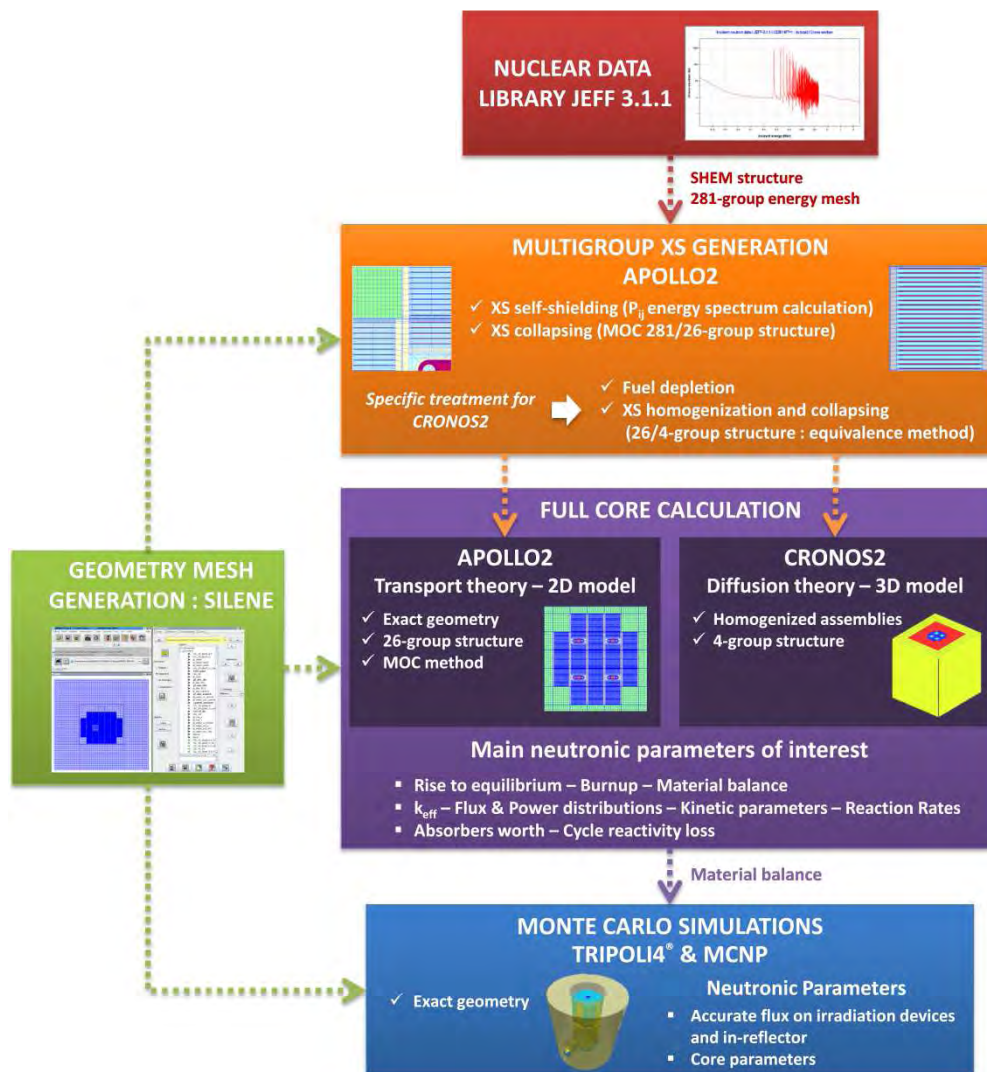 NUCLEAR DATA
LIBRARY JEFF 3.1.1
SHEM structure
281-group energy mesh
MULTIGROUP XS GENERATION
APOLLO2
✓ XS self-shielding (Pij energy spectrum calculation)
✓ XS collapsing (MOC 281/26-group structure)
Specific treatment for
CRONOS2
✓ Fuel depletion
✓ XS homogenization and collapsing
(26/4-group structure : equivalence method)
FULL CORE CALCULATION
GEOMETRY MESH
GENERATION : SILENE
APOLLO2
Transport theory – 2D model
✓ Exact geometry
✓ 26-group structure
✓ MOC method
CRONOS2
Diffusion theory – 3D model
✓ Homogenized assemblies
✓ 4-group structure
Main neutronic parameters of interest
▪ Rise to equilibrium – Burnup – Material balance
▪ keff – Flux & Power distributions – Kinetic parameters – Reaction Rates
▪ Absorbers worth – Cycle reactivity loss
Material balance
MONTE CARLO SIMULATIONS
TRIPOLI4® & MCNP
✓ Exact geometry
Neutronic Parameters
▪ Accurate flux on irradiation devices
and in-reflector
▪ Core parameters